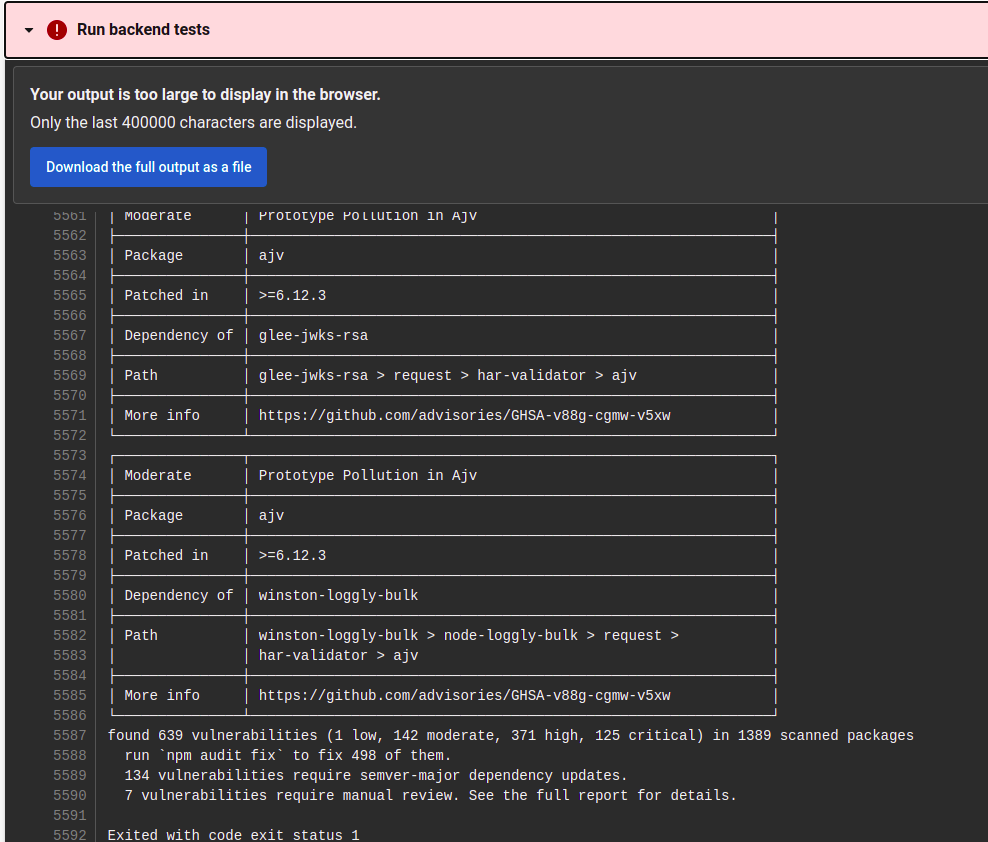 Run backend tests
Your output is too large to display in the browser.
Only the last 400000 characters are displayed.
Download the full output as a file
5561 | Moderate | Prototype Pollution in Ajv |
5562
5563 | Package | ajv |
5564
5565 | Patched in | >=6.12.3 |
5566
5567 | Dependency of | glee-jwks-rsa |
5568
5569 | Path | glee-jwks-rsa > request > har-validator > ajv |
5570
5571 | More info | https://github.com/advisories/GHSA-v88g-cgmw-v5xw |
5572
5573
5574 | Moderate | Prototype Pollution in Ajv |
5575
5576 | Package | ajv |
5577
5578 | Patched in | >=6.12.3 |
5579
5580 | Dependency of | winston-loggly-bulk |
5581
5582 | Path | winston-loggly-bulk > node-loggly-bulk > request > |
5583 | | har-validator > ajv |
5584
5585 | More info | https://github.com/advisories/GHSA-v88g-cgmw-v5xw |
5586
5587 found 639 vulnerabilities (1 low, 142 moderate, 371 high, 125 critical) in 1389 scanned packages
5588 run `npm audit fix` to fix 498 of them.
5589 134 vulnerabilities require semver-major dependency updates.
5590 7 vulnerabilities require manual review. See the full report for details.
5591
5592 Exited with code exit status 1